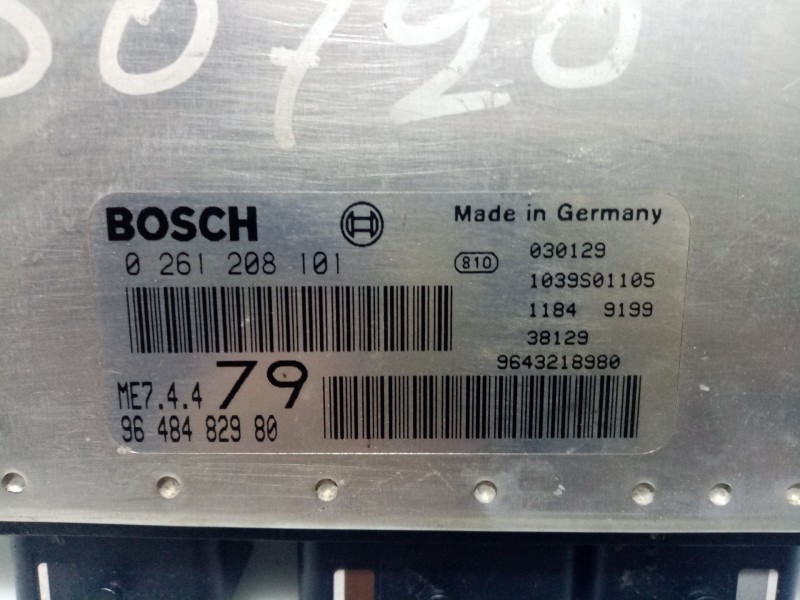 50790
BOSCH
Made in Germany
0 261 208 101
810
030129
1039S01105
1184 9199
38129
9643218980
ME7.4.4 79
96 484 829 80